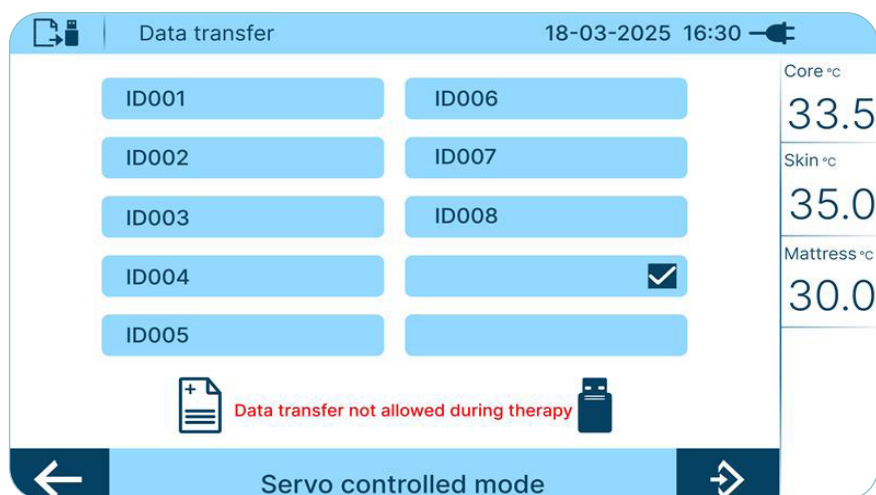 Data transfer
18-03-2025 16:30
ID001
ID002
ID003
ID004
ID005
ID006
ID007
ID008
Data transfer not allowed during therapy
Servo controlled mode
Core °C
33.5
Skin °C
35.0
Mattress °C
30.0